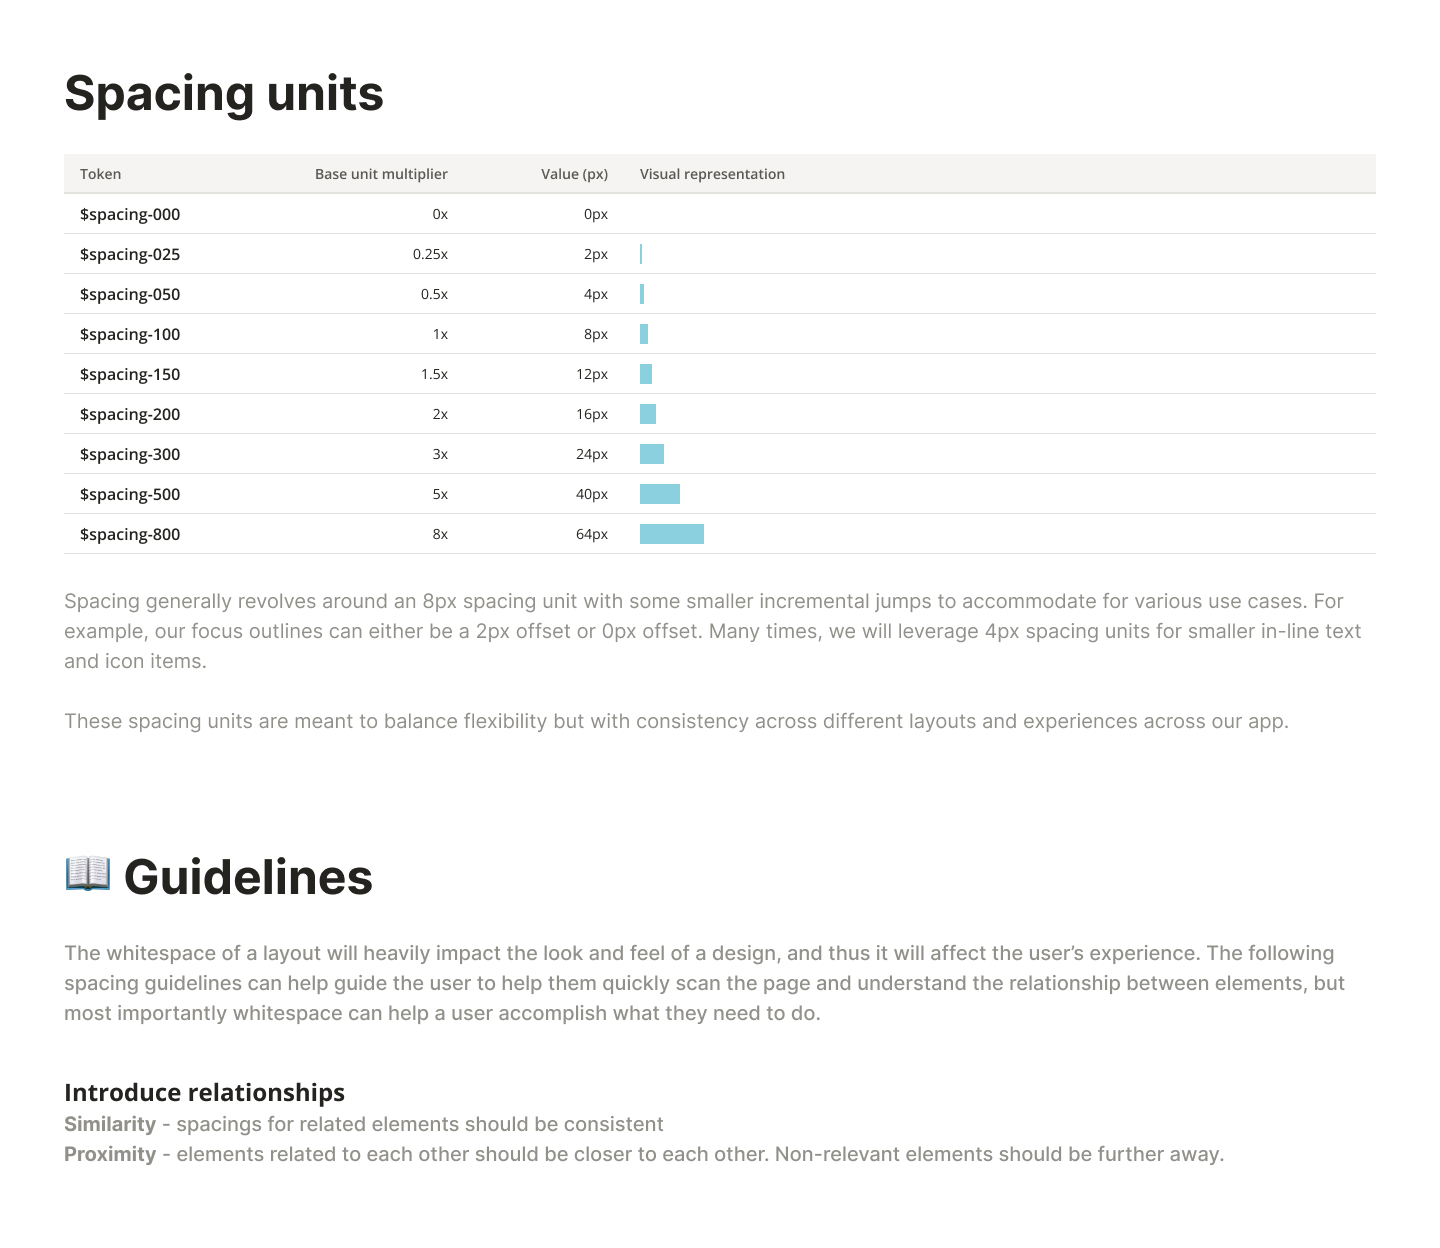 Spacing units
Token Base unit multiplier Value (px) Visual representation
$spacing-000 0x 0px
$spacing-025 0.25x 2px
$spacing-050 0.5x 4px
$spacing-100 1x 8px
$spacing-150 1.5x 12px
$spacing-200 2x 16px
$spacing-300 3x 24px
$spacing-500 5x 40px
$spacing-800 8x 64px
Spacing generally revolves around an 8px spacing unit with some smaller incremental jumps to accommodate for various use cases. For
example, our focus outlines can either be a 2px offset or 0px offset. Many times, we will leverage 4px spacing units for smaller in-line text
and icon items.
These spacing units are meant to balance flexibility but with consistency across different layouts and experiences across our app.
📖 Guidelines
The whitespace of a layout will heavily impact the look and feel of a design, and thus it will affect the user’s experience. The following
spacing guidelines can help guide the user to help them quickly scan the page and understand the relationship between elements, but
most importantly whitespace can help a user accomplish what they need to do.
Introduce relationships
Similarity - spacings for related elements should be consistent
Proximity - elements related to each other should be closer to each other. Non-relevant elements should be further away.